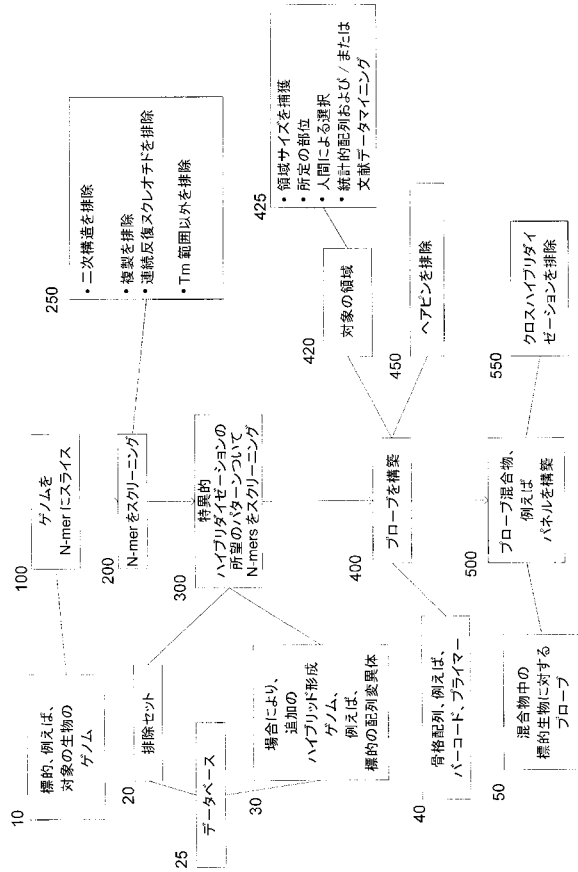 10
標的、例えば、
対象の生物の
ゲノム
100
ゲノムを
N-mer にスライス
200
N-mer をスクリーニング
250
• 二次構造を排除
• 複製を排除
• 連続反復ヌクレオチドを排除
• Tm 範囲以外を排除
20
排除セット
25
データベース
30
場合により、
追加の
ハイブリッド形成
ゲノム、
例えば、
標的の配列変異体
300
特異的
ハイブリダイゼーションの
所望のパターンついて
N-mers をスクリーニング
40
骨格配列、例えば、
バーコード、プライマー
400
プローブを構築
420
対象の領域
425
• 領域サイズを捕獲
• 所定の部位
• 人間による選択
• 統計的配列および / または
文献データマイニング
450
ヘアピンを排除
50
混合物中の
標的生物に対する
プローブ
500
プローブ混合物、
例えば
パネルを構築
550
クロスハイブリダイ
ゼーションを排除